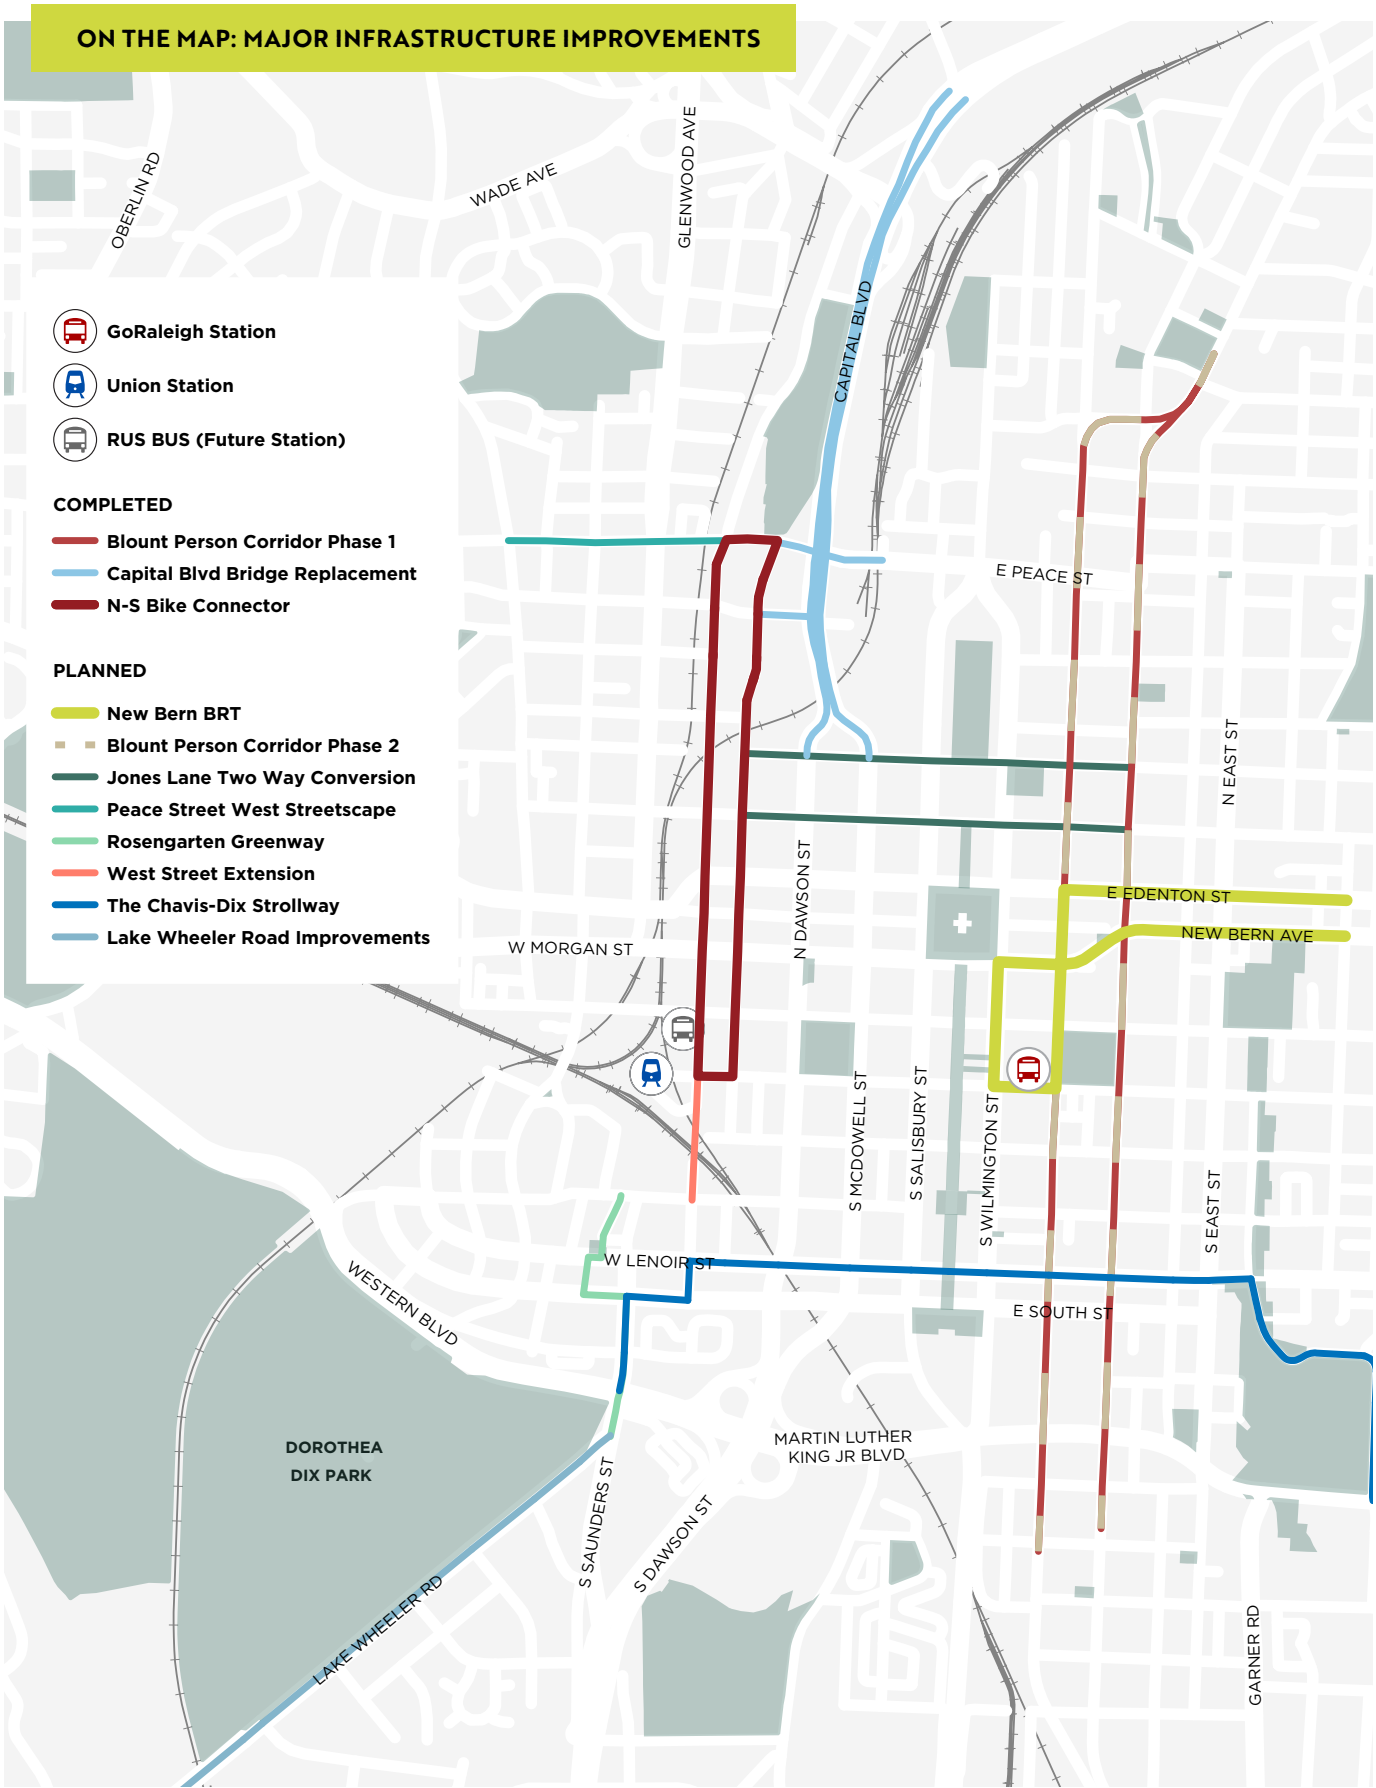 ON THE MAP: MAJOR INFRASTRUCTURE IMPROVEMENTS
OBERLIN RD
WADE AVE
GLENWOOD AVE
CAPITAL BLVD
GoRaleigh Station
Union Station
RUS BUS (Future Station)
COMPLETED
Blount Person Corridor Phase 1
Capital Blvd Bridge Replacement
N-S Bike Connector
PLANNED
New Bern BRT
Blount Person Corridor Phase 2
Jones Lane Two Way Conversion
Peace Street West Streetscape
Rosengarten Greenway
West Street Extension
The Chavis-Dix Strollway
Lake Wheeler Road Improvements
E PEACE ST
N EAST ST
N DAWSON ST
E EDENTON ST
NEW BERN AVE
W MORGAN ST
S MCDOWELL ST
S SALISBURY ST
S WILMINGTON ST
S EAST ST
W LENOIR ST
E SOUTH ST
WESTERN BLVD
DOROTHEA
DIX PARK
MARTIN LUTHER
KING JR BLVD
S SAUNDERS ST
S DAWSON ST
LAKE WHEELER RD
GARNER RD